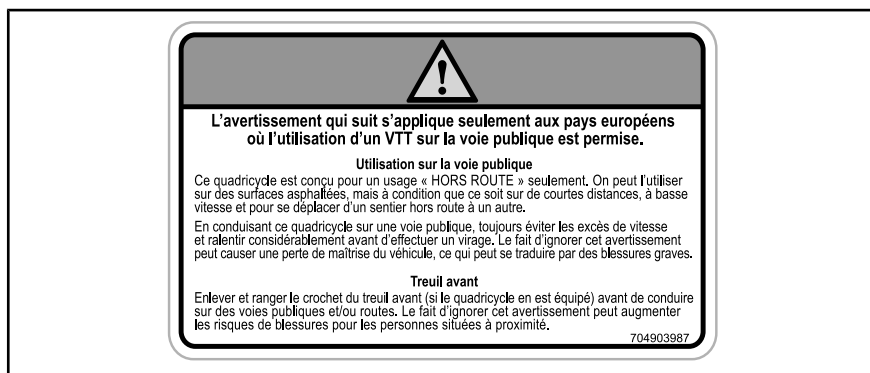 L'avertissement qui suit s'applique seulement aux pays européens
où l'utilisation d'un VTT sur la voie publique est permise.
Utilisation sur la voie publique
Ce quadricycle est conçu pour un usage « HORS ROUTE » seulement. On peut l'utiliser
sur des surfaces asphaltées, mais à condition que ce soit sur de courtes distances, à basse
vitesse et pour se déplacer d'un sentier hors route à un autre.
En conduisant ce quadricycle sur une voie publique, toujours éviter les excès de vitesse
et ralentir considérablement avant d'effectuer un virage. Le fait d'ignorer cet avertissement
peut causer une perte de maîtrise du véhicule, ce qui peut se traduire par des blessures graves.
Treuil avant
Enlever et ranger le crochet du treuil avant (si le quadricycle en est équipé) avant de conduire
sur des voies publiques et/ou routes. Le fait d'ignorer cet avertissement peut augmenter
les risques de blessures pour les personnes situées à proximité.
704903987